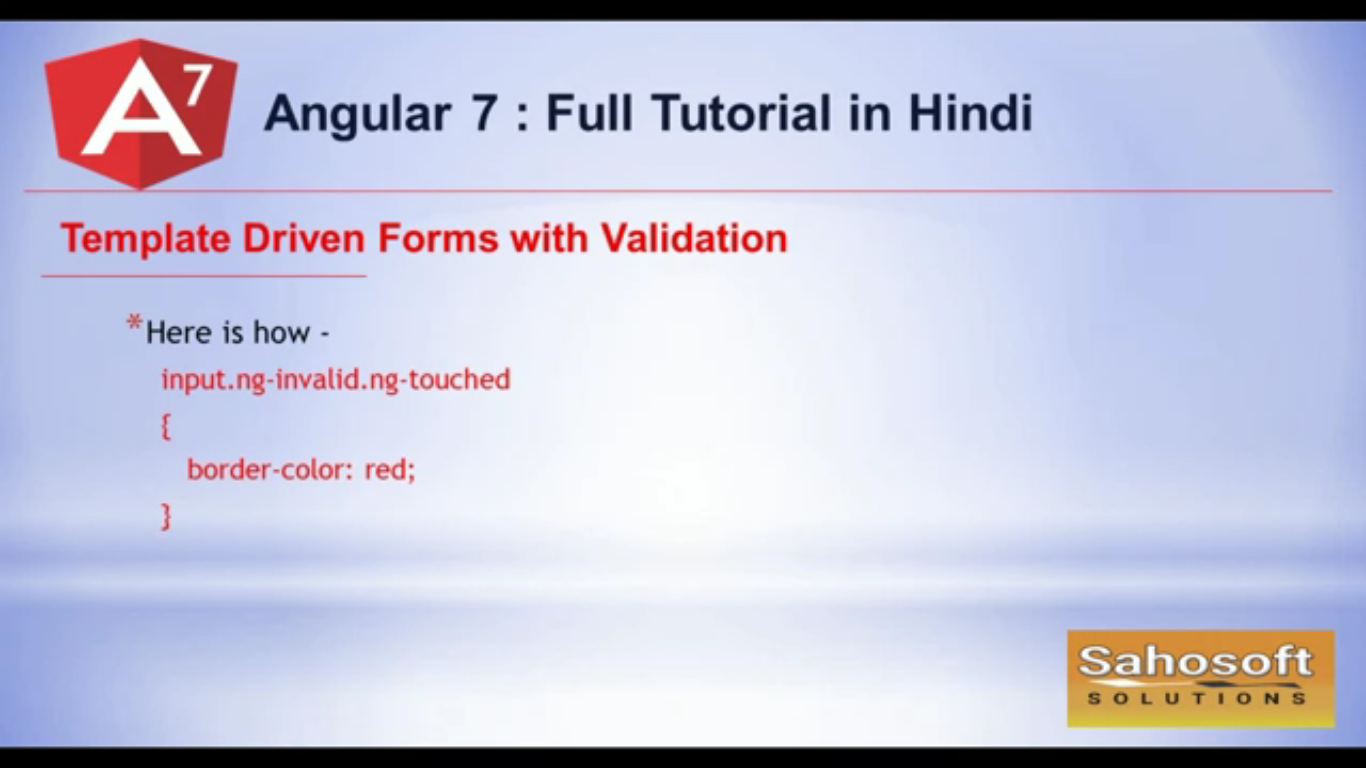 A7
Angular 7 : Full Tutorial in Hindi
Template Driven Forms with Validation
*Here is how -
input.ng-invalid.ng-touched
{
border-color: red;
}
Sahosoft
SOLUTIONS